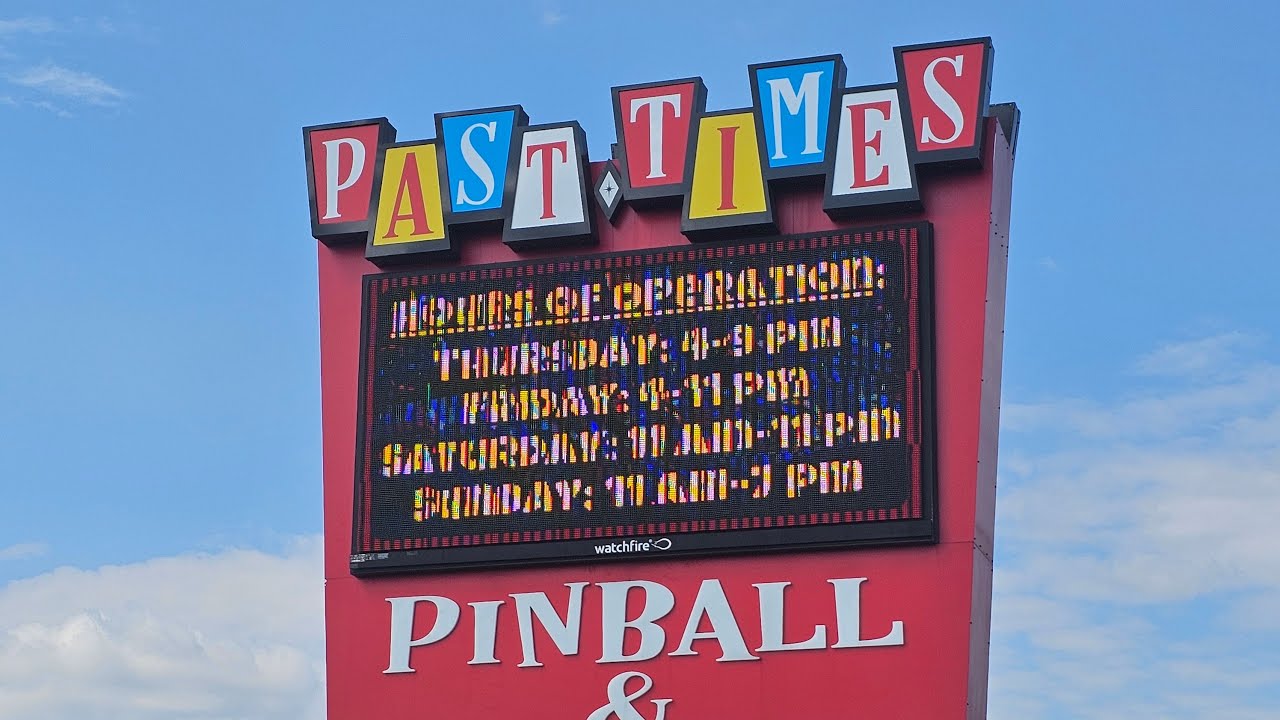 PAST TIMES
HOURS OF OPERATION:
THURSDAY: 4-9 PM
FRIDAY: 4-11 PM
SATURDAY: 11 AM-11 PM
SUNDAY: 11 AM- PM
watchfire
PINBALL
&